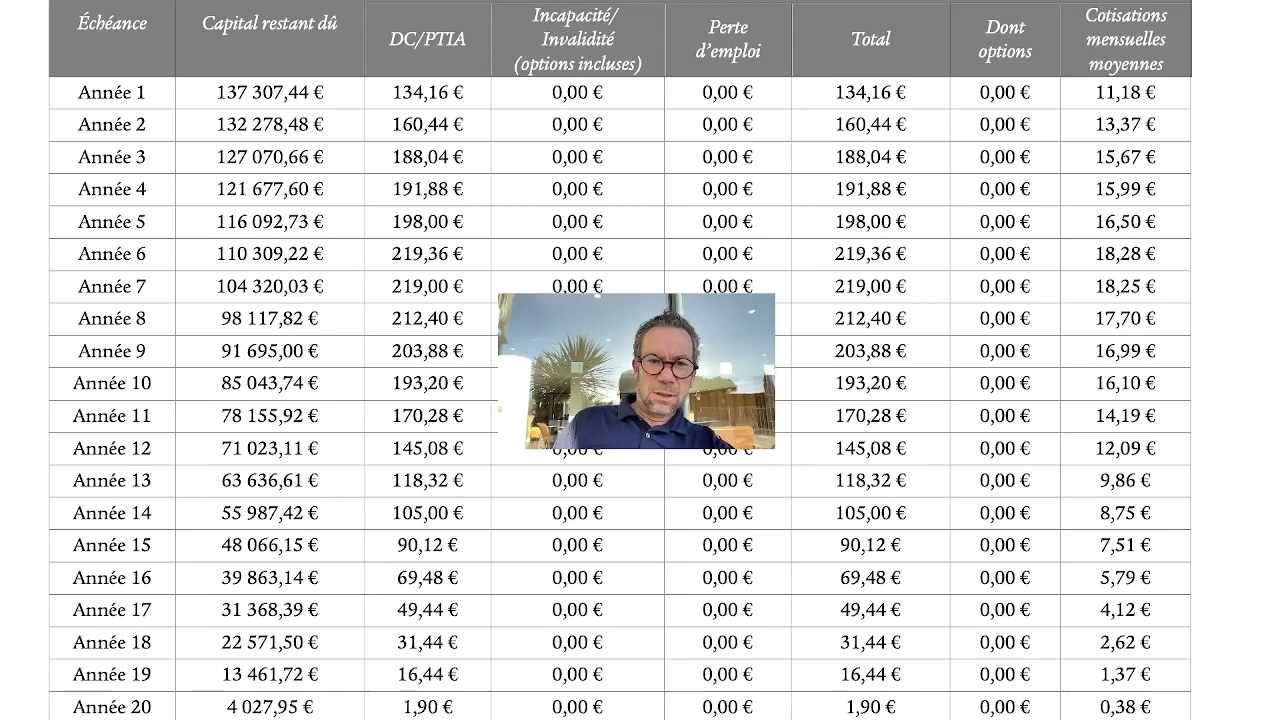 Échéance Capital restant dû DC/PTIA Incapacité/ Invalidité (options incluses) Perte d’emploi Total Dont options Cotisations mensuelles moyennes
Année 1 137 307,44 € 134,16 € 0,00 € 0,00 € 134,16 € 0,00 € 11,18 €
Année 2 132 278,48 € 160,44 € 0,00 € 0,00 € 160,44 € 0,00 € 13,37 €
Année 3 127 070,66 € 188,04 € 0,00 € 0,00 € 188,04 € 0,00 € 15,67 €
Année 4 121 677,60 € 191,88 € 0,00 € 0,00 € 191,88 € 0,00 € 15,99 €
Année 5 116 092,73 € 198,00 € 0,00 € 0,00 € 198,00 € 0,00 € 16,50 €
Année 6 110 309,22 € 219,36 € 0,00 € 0,00 € 219,36 € 0,00 € 18,28 €
Année 7 104 320,03 € 219,00 € 0,00 € 0,00 € 219,00 € 0,00 € 18,25 €
Année 8 98 117,82 € 212,40 € 212,40 € 0,00 € 17,70 €
Année 9 91 695,00 € 203,88 € 203,88 € 0,00 € 16,99 €
Année 10 85 043,74 € 193,20 € 193,20 € 0,00 € 16,10 €
Année 11 78 155,92 € 170,28 € 170,28 € 0,00 € 14,19 €
Année 12 71 023,11 € 145,08 € 0,00 € 0,00 € 145,08 € 0,00 € 12,09 €
Année 13 63 636,61 € 118,32 € 0,00 € 0,00 € 118,32 € 0,00 € 9,86 €
Année 14 55 987,42 € 105,00 € 0,00 € 0,00 € 105,00 € 0,00 € 8,75 €
Année 15 48 066,15 € 90,12 € 0,00 € 0,00 € 90,12 € 0,00 € 7,51 €
Année 16 39 863,14 € 69,48 € 0,00 € 0,00 € 69,48 € 0,00 € 5,79 €
Année 17 31 368,39 € 49,44 € 0,00 € 0,00 € 49,44 € 0,00 € 4,12 €
Année 18 22 571,50 € 31,44 € 0,00 € 0,00 € 31,44 € 0,00 € 2,62 €
Année 19 13 461,72 € 16,44 € 0,00 € 0,00 € 16,44 € 0,00 € 1,37 €
Année 20 4 027,95 € 1,90 € 0,00 € 0,00 € 1,90 € 0,00 € 0,38 €